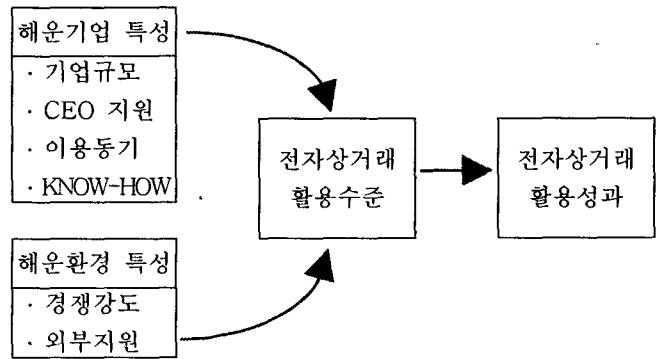 해운기업 특성
· 기업규모
· CEO 지원
· 이용동기
· KNOW-HOW
전자상거래
활용수준
전자상거래
활용성과
해운환경 특성
· 경쟁강도
· 외부지원